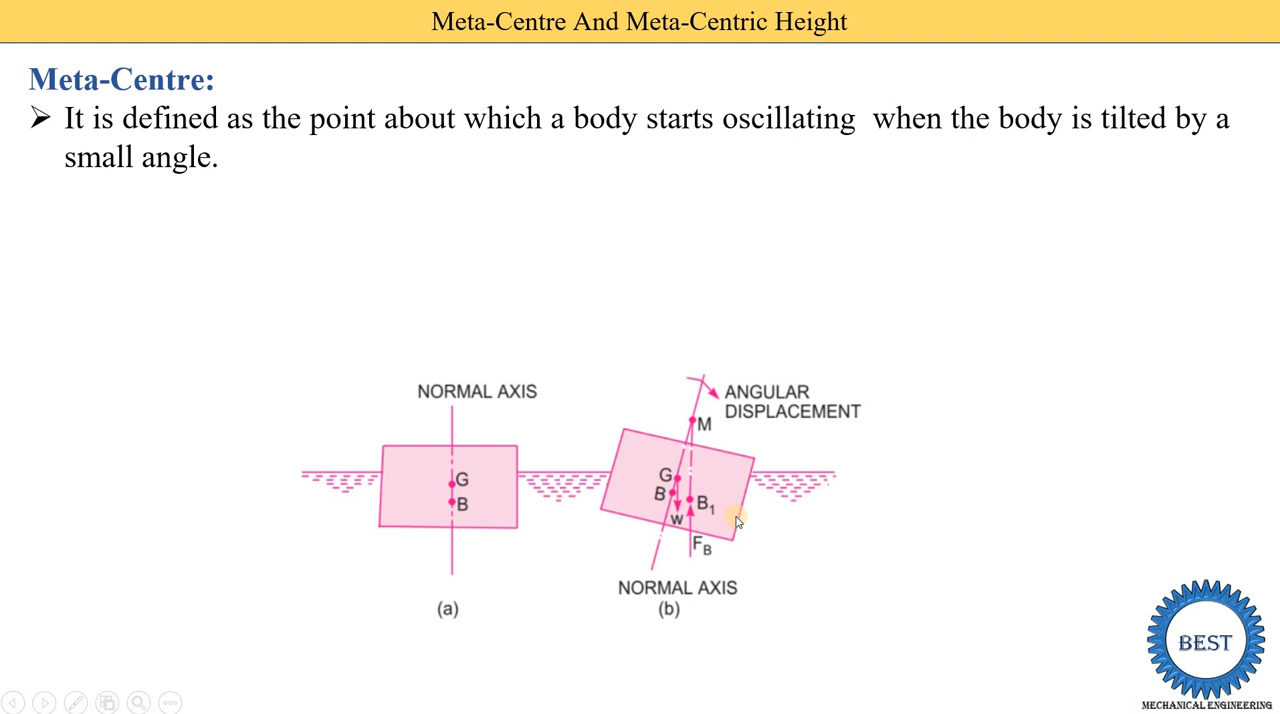 Meta-Centre And Meta-Centric Height
Meta-Centre:
➢ It is defined as the point about which a body starts oscillating when the body is tilted by a
small angle.
NORMAL AXIS
G
B
(a)
ANGULAR
DISPLACEMENT
M
G
B
B₁
W
F_B
NORMAL AXIS
(b)
BEST
MECHANICAL ENGINEERING